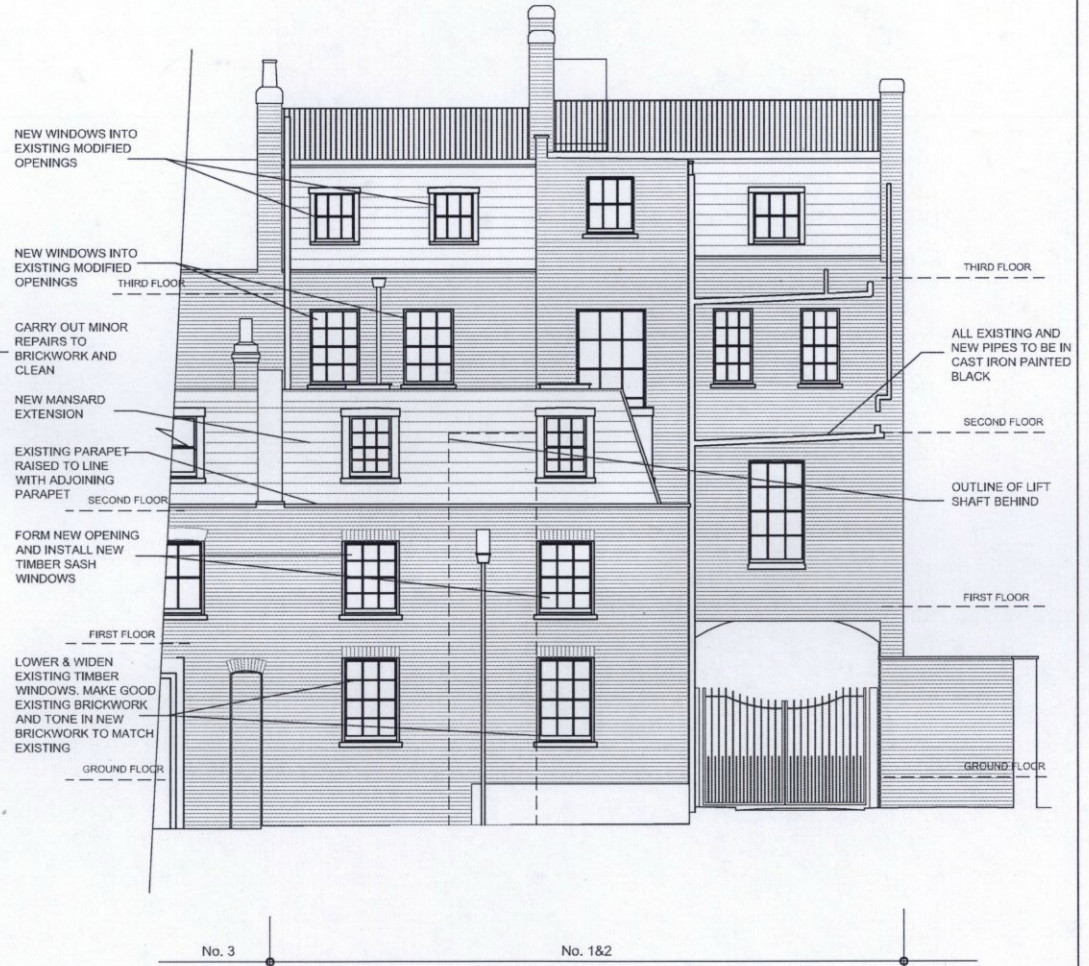 NEW WINDOWS INTO
EXISTING MODIFIED
OPENINGS
NEW WINDOWS INTO
EXISTING MODIFIED
OPENINGS
THIRD FLOOR
CARRY OUT MINOR
REPAIRS TO
BRICKWORK AND
CLEAN
NEW MANSARD
EXTENSION
EXISTING PARAPET
RAISED TO LINE
WITH ADJOINING
PARAPET
SECOND FLOOR
FORM NEW OPENING
AND INSTALL NEW
TIMBER SASH
WINDOWS
FIRST FLOOR
LOWER & WIDEN
EXISTING TIMBER
WINDOWS. MAKE GOOD
EXISTING BRICKWORK
AND TONE IN NEW
BRICKWORK TO MATCH
EXISTING
GROUND FLOOR
THIRD FLOOR
ALL EXISTING AND
NEW PIPES TO BE IN
CAST IRON PAINTED
BLACK
SECOND FLOOR
OUTLINE OF LIFT
SHAFT BEHIND
FIRST FLOOR
GROUND FLOOR
No. 3
No. 1&2